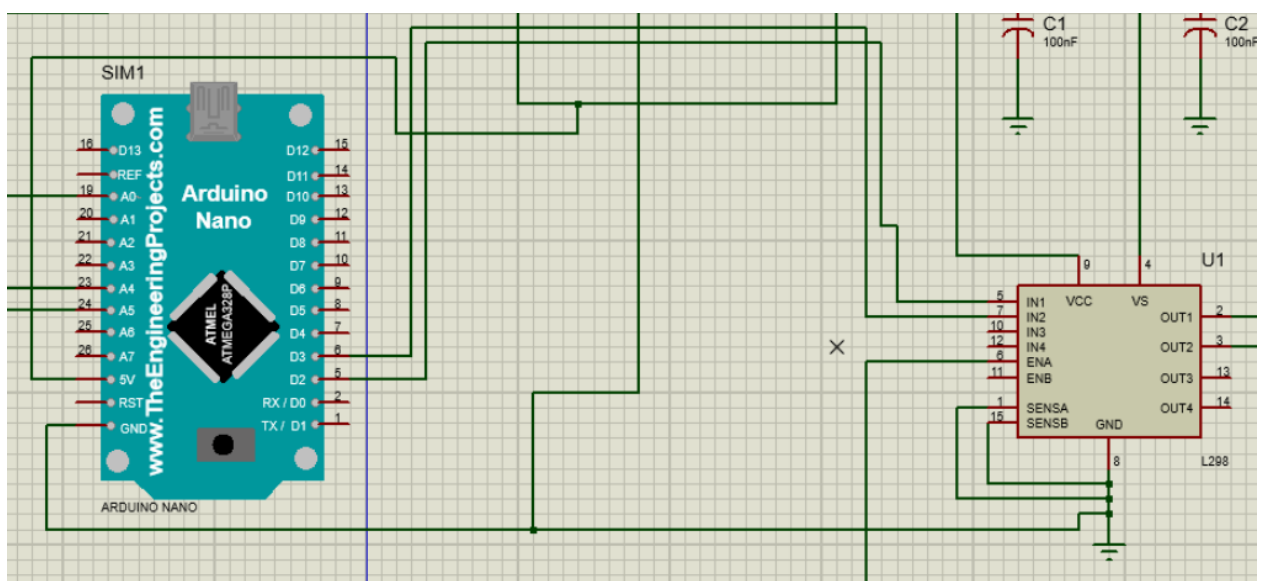 SIM1
www.TheEngineeringProjects.com
Arduino
Nano
ATMEL
ATMEGA328P
16 D13
REF
19 A0
20 A1
21 A2
22 A3
23 A4
24 A5
25 A6
26 A7
5V
RST
GND
D12 15
D11 14
D10 13
D9 12
D8 11
D7 10
D6 9
D5 8
D4 7
D3 6
D2 5
RX / D0 2
TX / D1 1
ARDUINO NANO
C1
100nF
C2
100nF
U1
9
VCC
4
VS
5 IN1
7 IN2
10 IN3
12 IN4
6 ENA
11 ENB
1 SENSA
15 SENSB
OUT1 2
OUT2 3
OUT3 13
OUT4 14
GND
8
L298